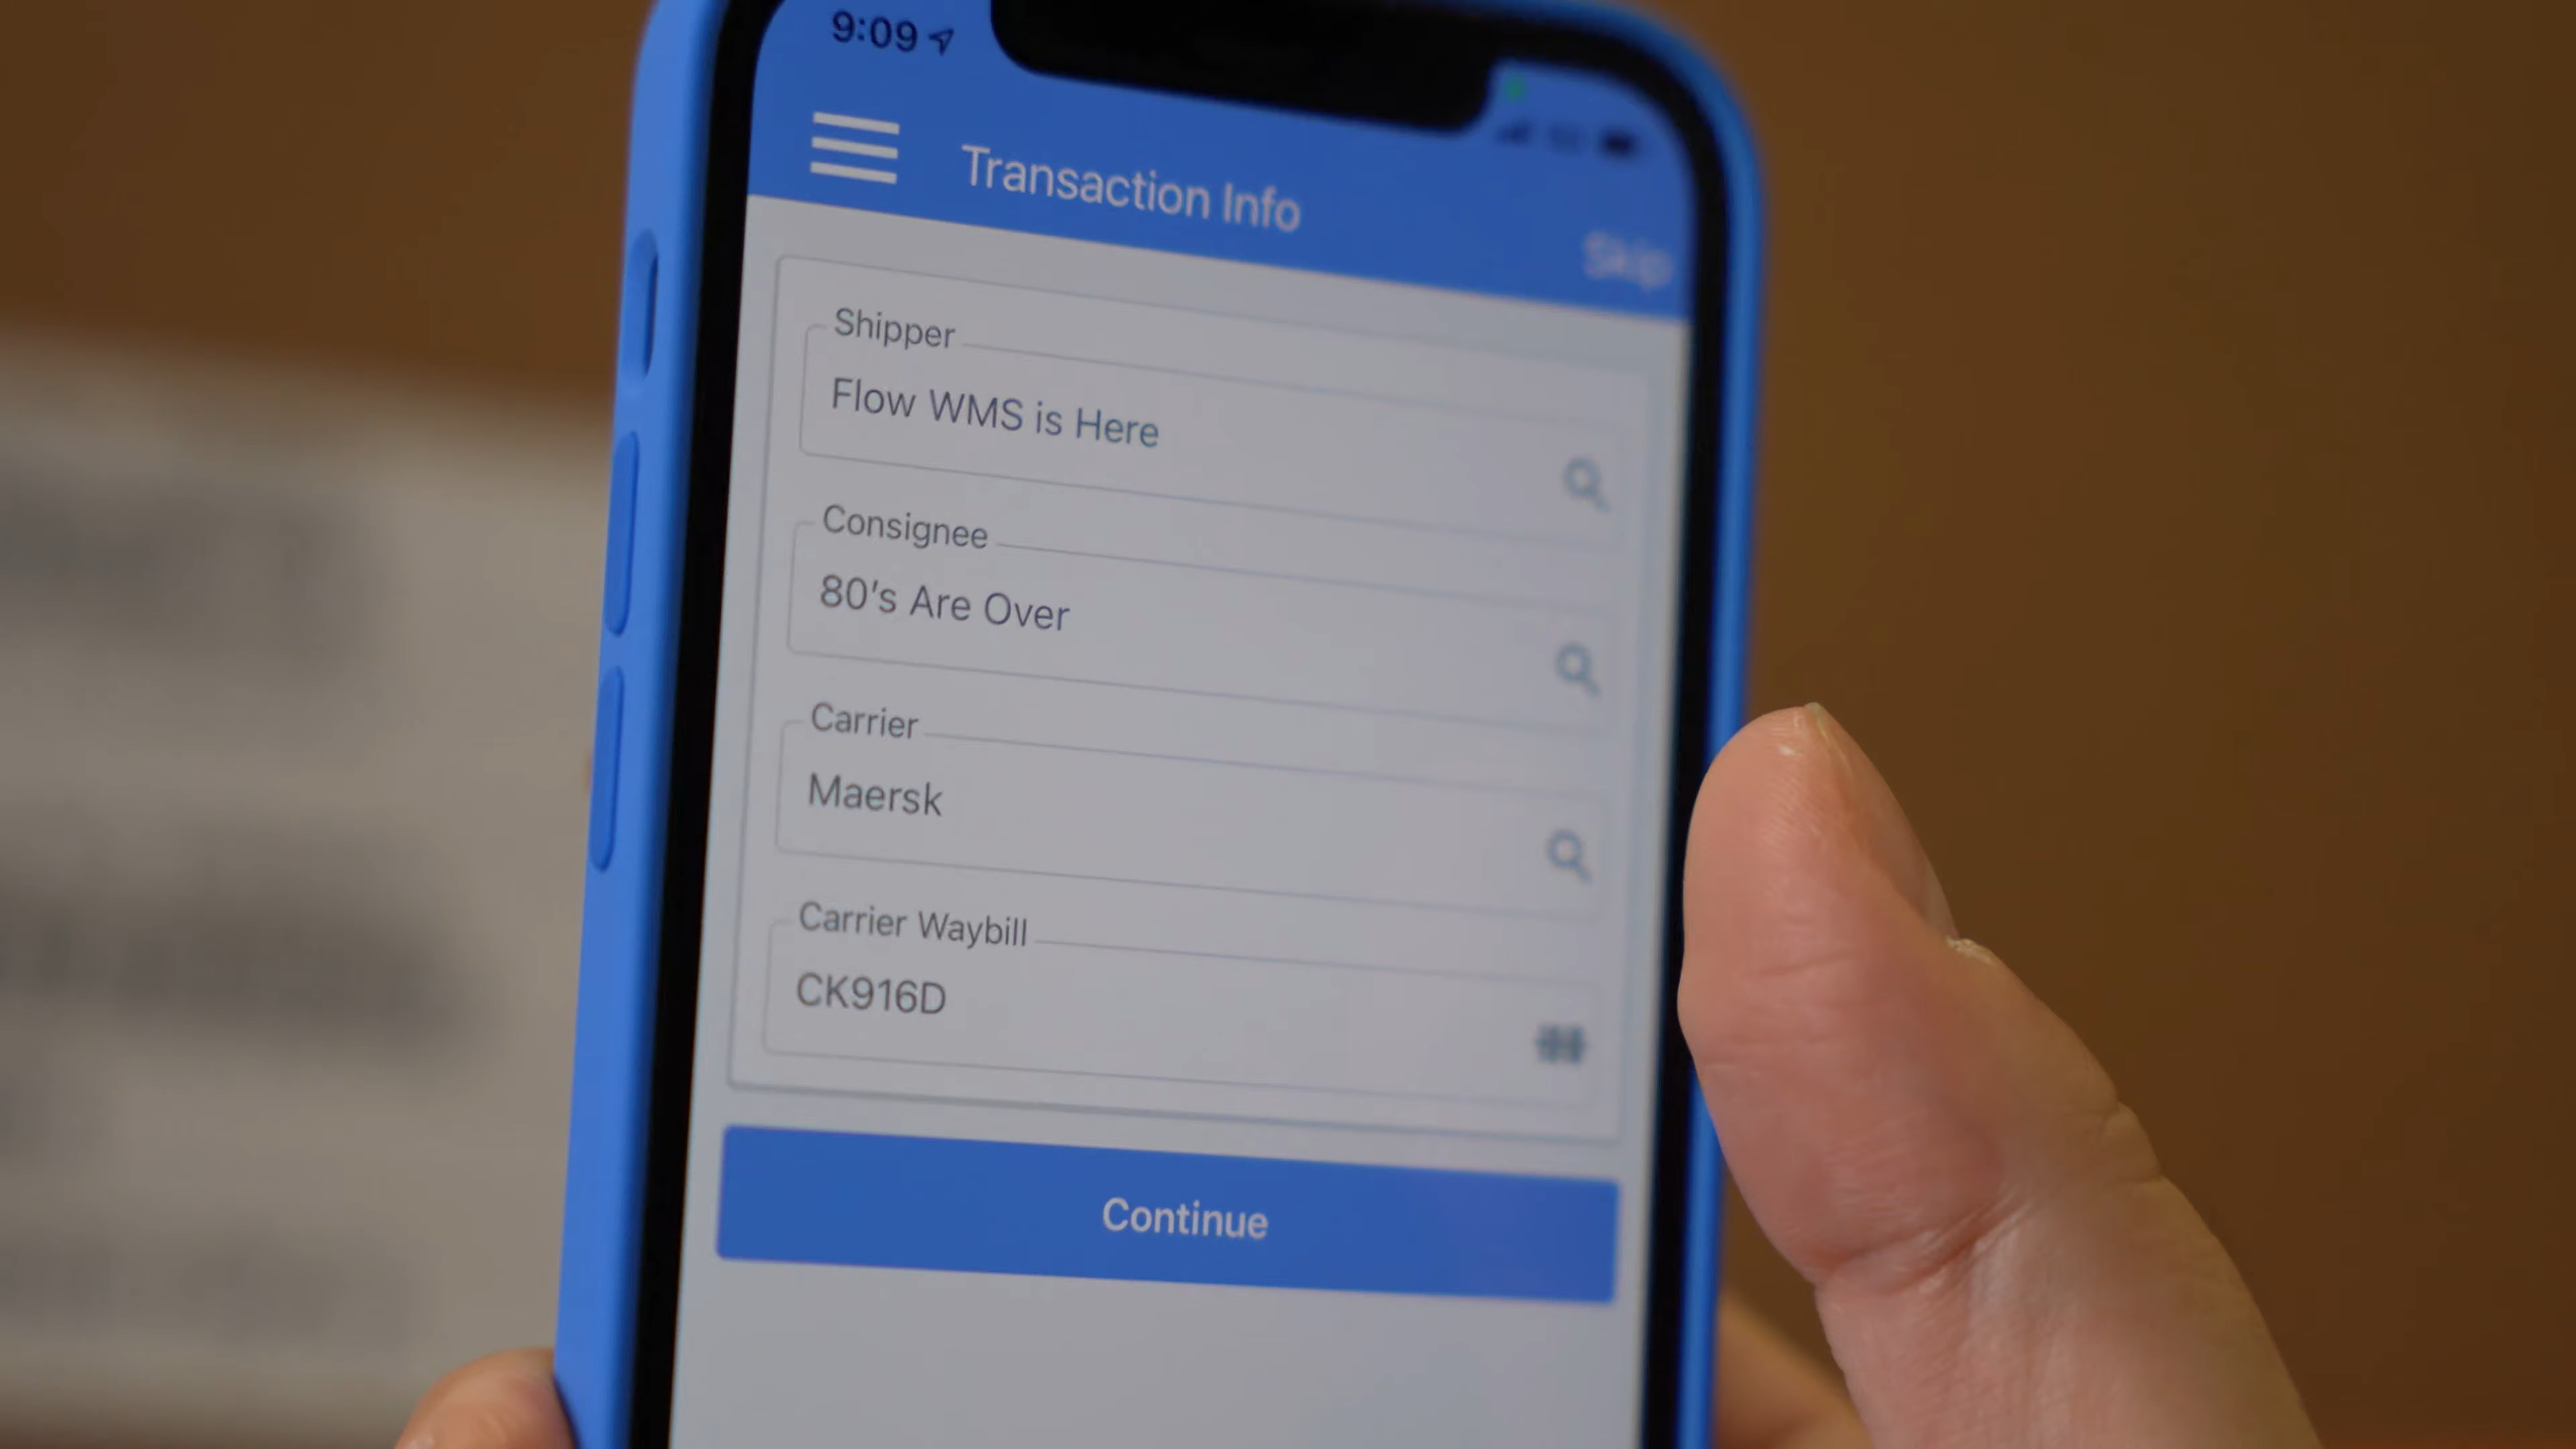 9:09
Transaction Info
Skip
Shipper
Flow WMS is Here
Consignee
80's Are Over
Carrier
Maersk
Carrier Waybill
CK916D
Continue